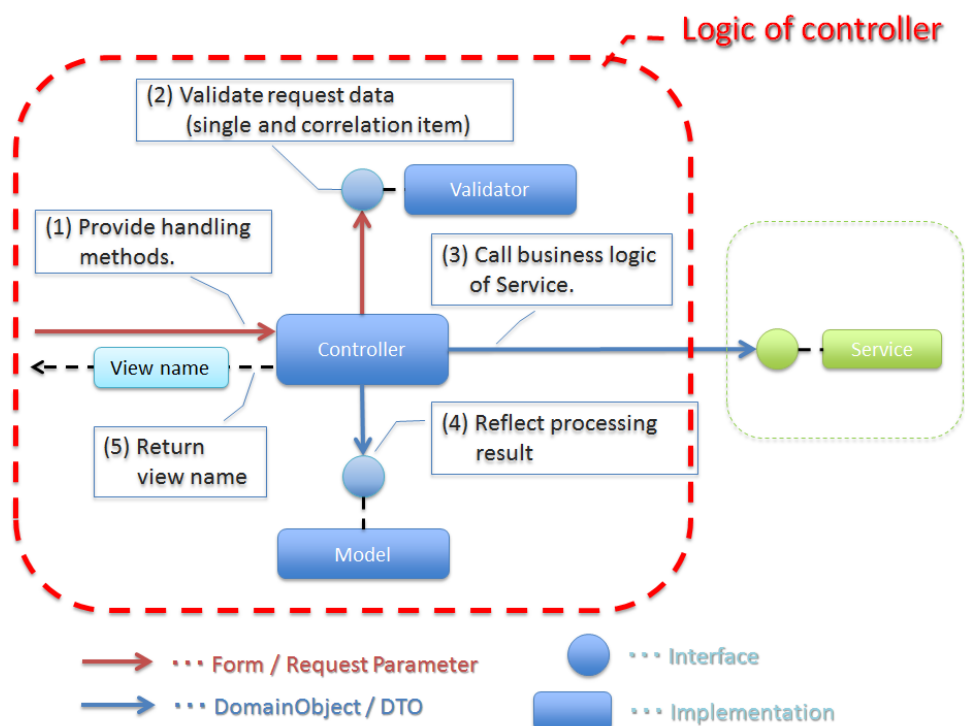 Logic of controller
(2) Validate request data
(single and correlation item)
Validator
(1) Provide handling
methods.
(3) Call business logic
of Service.
Controller
Service
View name
(4) Reflect processing
result
(5) Return
view name
Model
··· Form / Request Parameter
··· Interface
··· DomainObject / DTO
··· Implementation